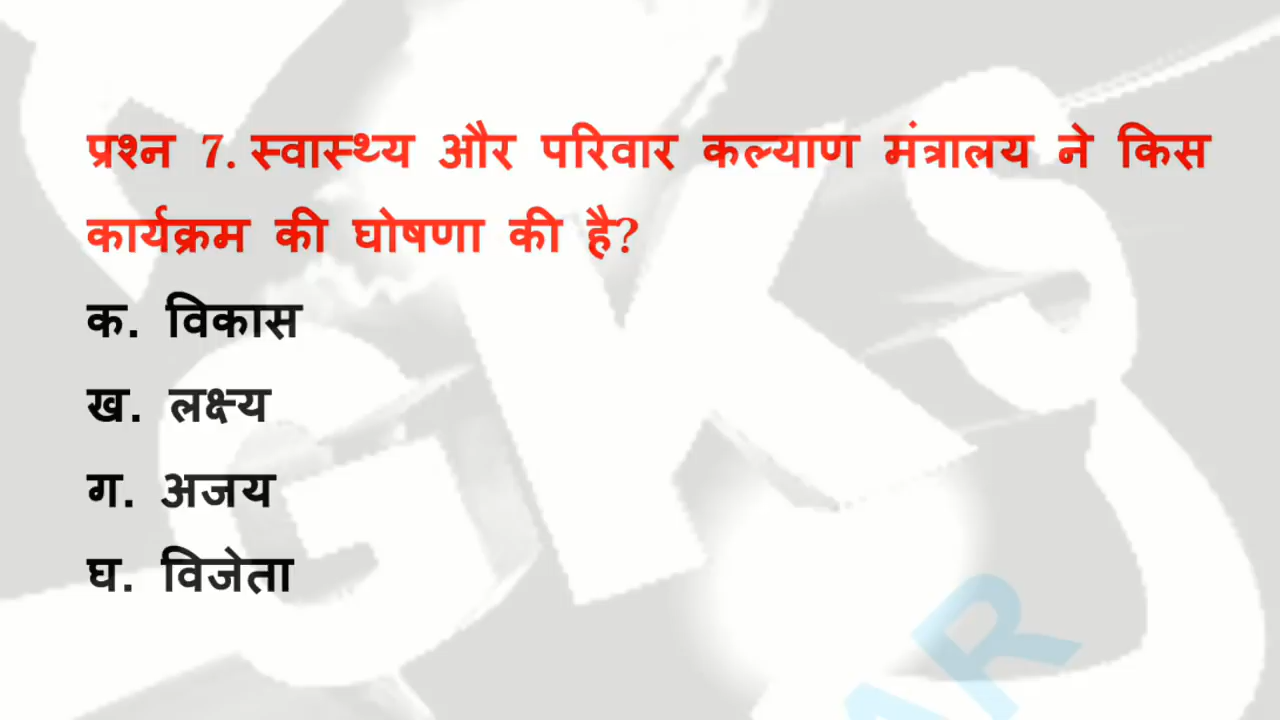 प्रश्न 7. स्वास्थ्य और परिवार कल्याण मंत्रालय ने किस
कार्यक्रम की घोषणा की है?
क. विकास
ख. लक्ष्य
ग. अजय
घ. विजेता